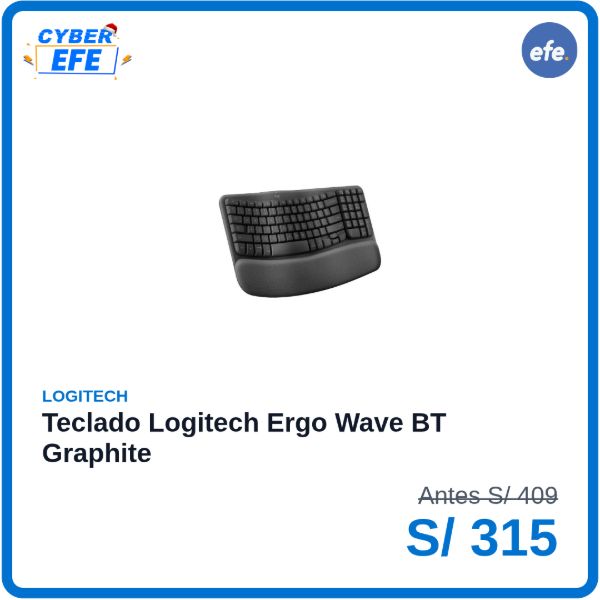 CYBER
EFE
efe.
LOGITECH
Teclado Logitech Ergo Wave BT
Graphite
Antes S/ 409
S/ 315